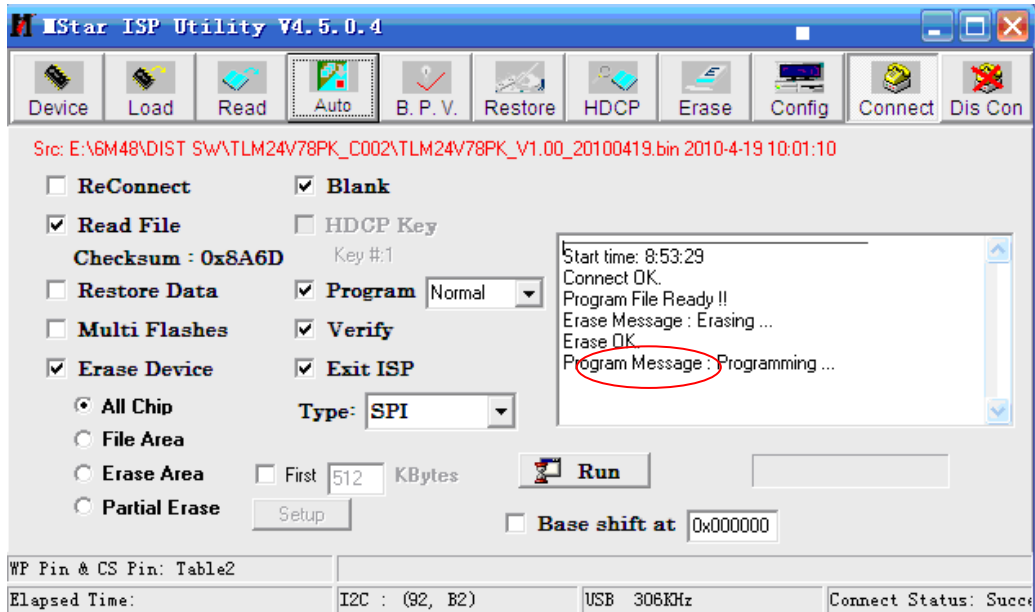 MStar ISP Utility V4.5.0.4
Device Load Read Auto B. P. V. Restore HDCP Erase Config Connect Dis Con
Src: E:\6M48\DIST SW\TLM24V78PK_C002\TLM24V78PK_V1.00_20100419.bin 2010-4-19 10:01:10
ReConnect Blank
Read File HDCP Key
Checksum : 0x8A6D Key #:1
Restore Data Program Normal
Multi Flashes Verify
Erase Device Exit ISP
All Chip Type: SPI
File Area
Erase Area First 512 KBytes
Partial Erase Setup
Start time: 8:53:29
Connect OK.
Program File Ready !!
Erase Message : Erasing ...
Erase OK.
Program Message : Programming ...
Run
Base shift at 0x000000
WP Pin & CS Pin: Table2
Elapsed Time: I2C : (92, B2) USB 306KHz Connect Status: Succe